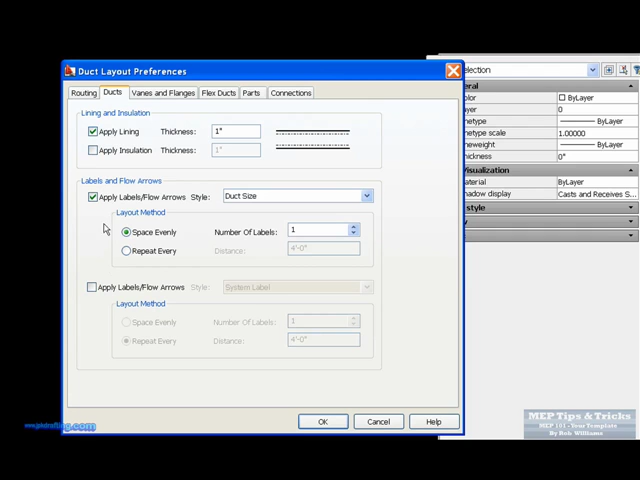 Duct Layout Preferences
Routing Ducts Vanes and Flanges Flex Ducts Parts Connections
Lining and Insulation
Apply Lining Thickness: 1"
Apply Insulation Thickness: 1"
Labels and Flow Arrows
Apply Labels/Flow Arrows Style: Duct Size
Layout Method
Space Evenly Number Of Labels: 1
Repeat Every Distance: 4'-0"
Apply Labels/Flow Arrows Style: System Label
Layout Method
Space Evenly Number Of Labels: 1
Repeat Every Distance: 4'-0"
OK Cancel Help
election
eral
olor ByLayer
ayer 0
netype ByLayer
netype scale 1.00000
neweight ByLayer
hickness 0"
isualization
aterial ByLayer
hadow display Casts and Receives S...
style
y
MEP Tips & Tricks
MEP 101 - Your Template
By Rob Williams